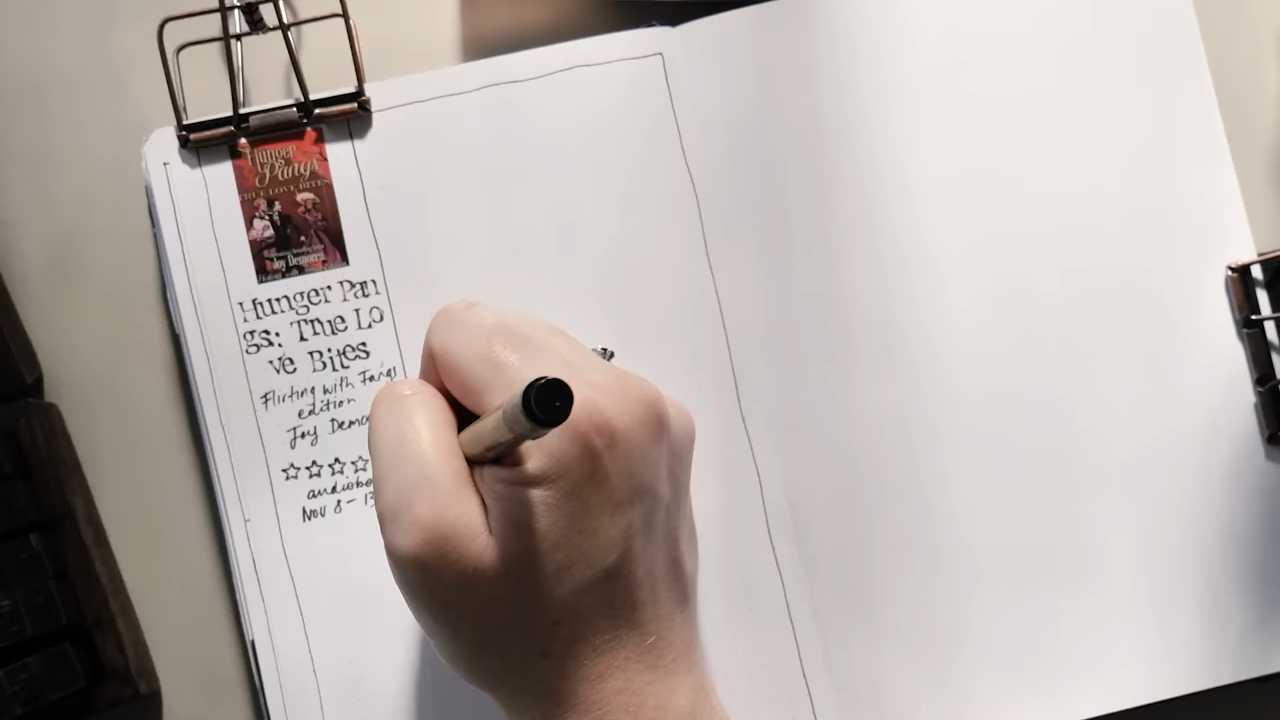 Hunger
Pangs
TRUE LOVE BITES
Joy Demorra
Hunger Pan
gs: True Lo
ve Bites
Flirting with Fangs
edition
Joy
☆☆☆☆
Nov 8-13